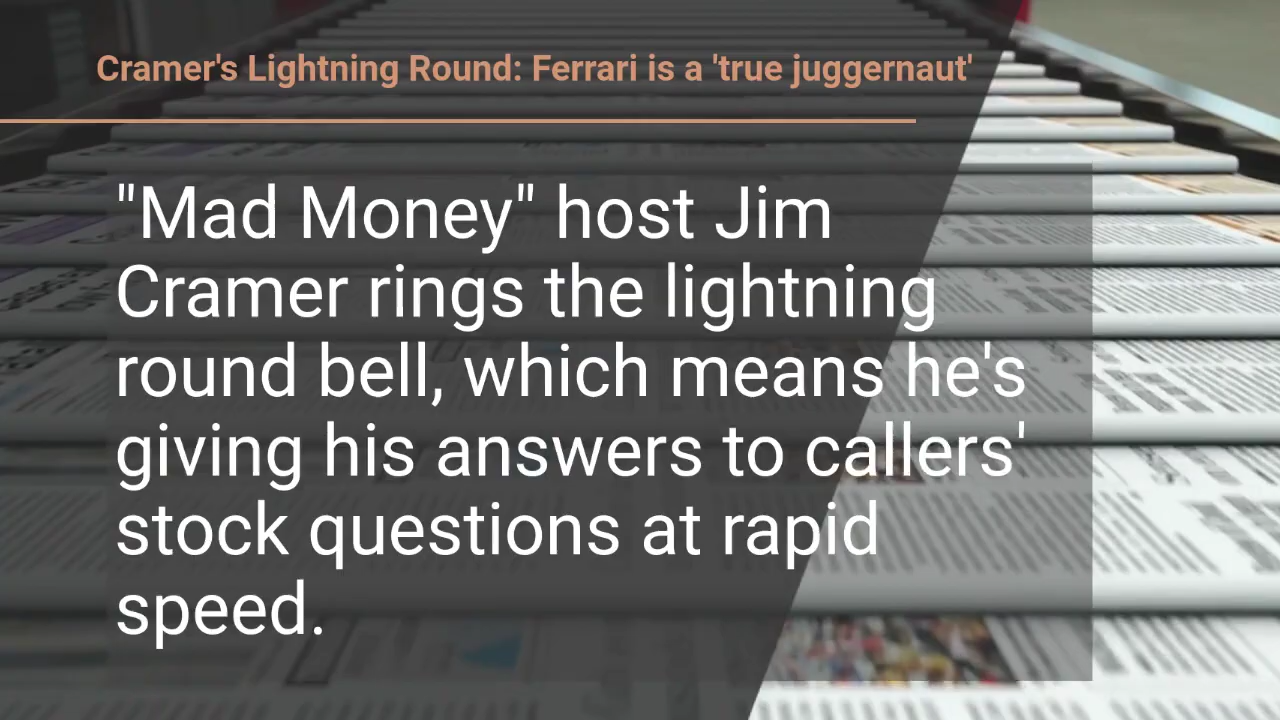 Cramer's Lightning Round: Ferrari is a 'true juggernaut'
"Mad Money" host Jim
Cramer rings the lightning
round bell, which means he's
giving his answers to callers'
stock questions at rapid
speed.